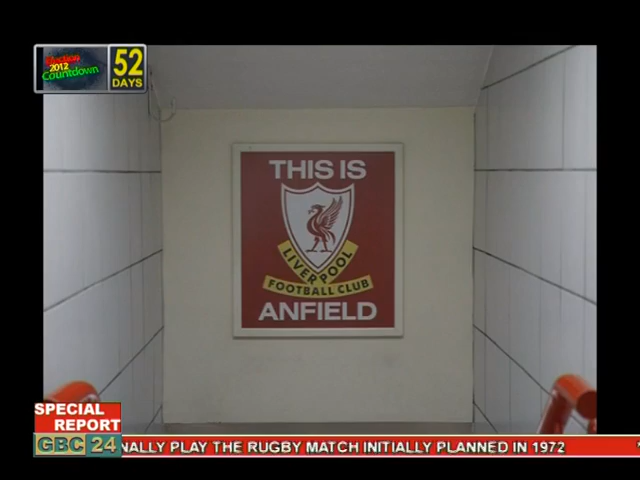 Election
2012
Countdown
52
DAYS
THIS IS
LIVERPOOL
FOOTBALL CLUB
ANFIELD
SPECIAL
REPORT
GBC 24
NALLY PLAY THE RUGBY MATCH INITIALLY PLANNED IN 1972